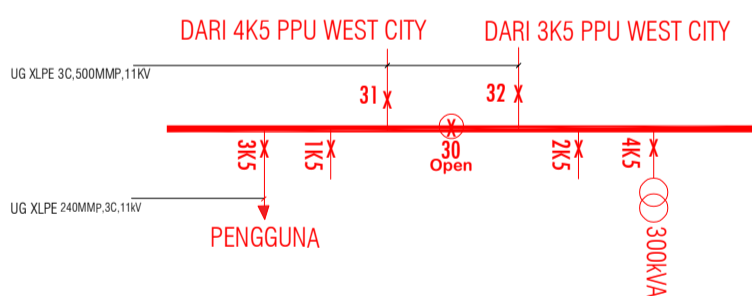 DARI 4K5 PPU WEST CITY
DARI 3K5 PPU WEST CITY
UG XLPE 3C,500MMP,11KV
31
32
3K5
1K5
30
Open
2K5
4K5
UG XLPE 240MMP,3C,11KV
PENGGUNA
300kVA